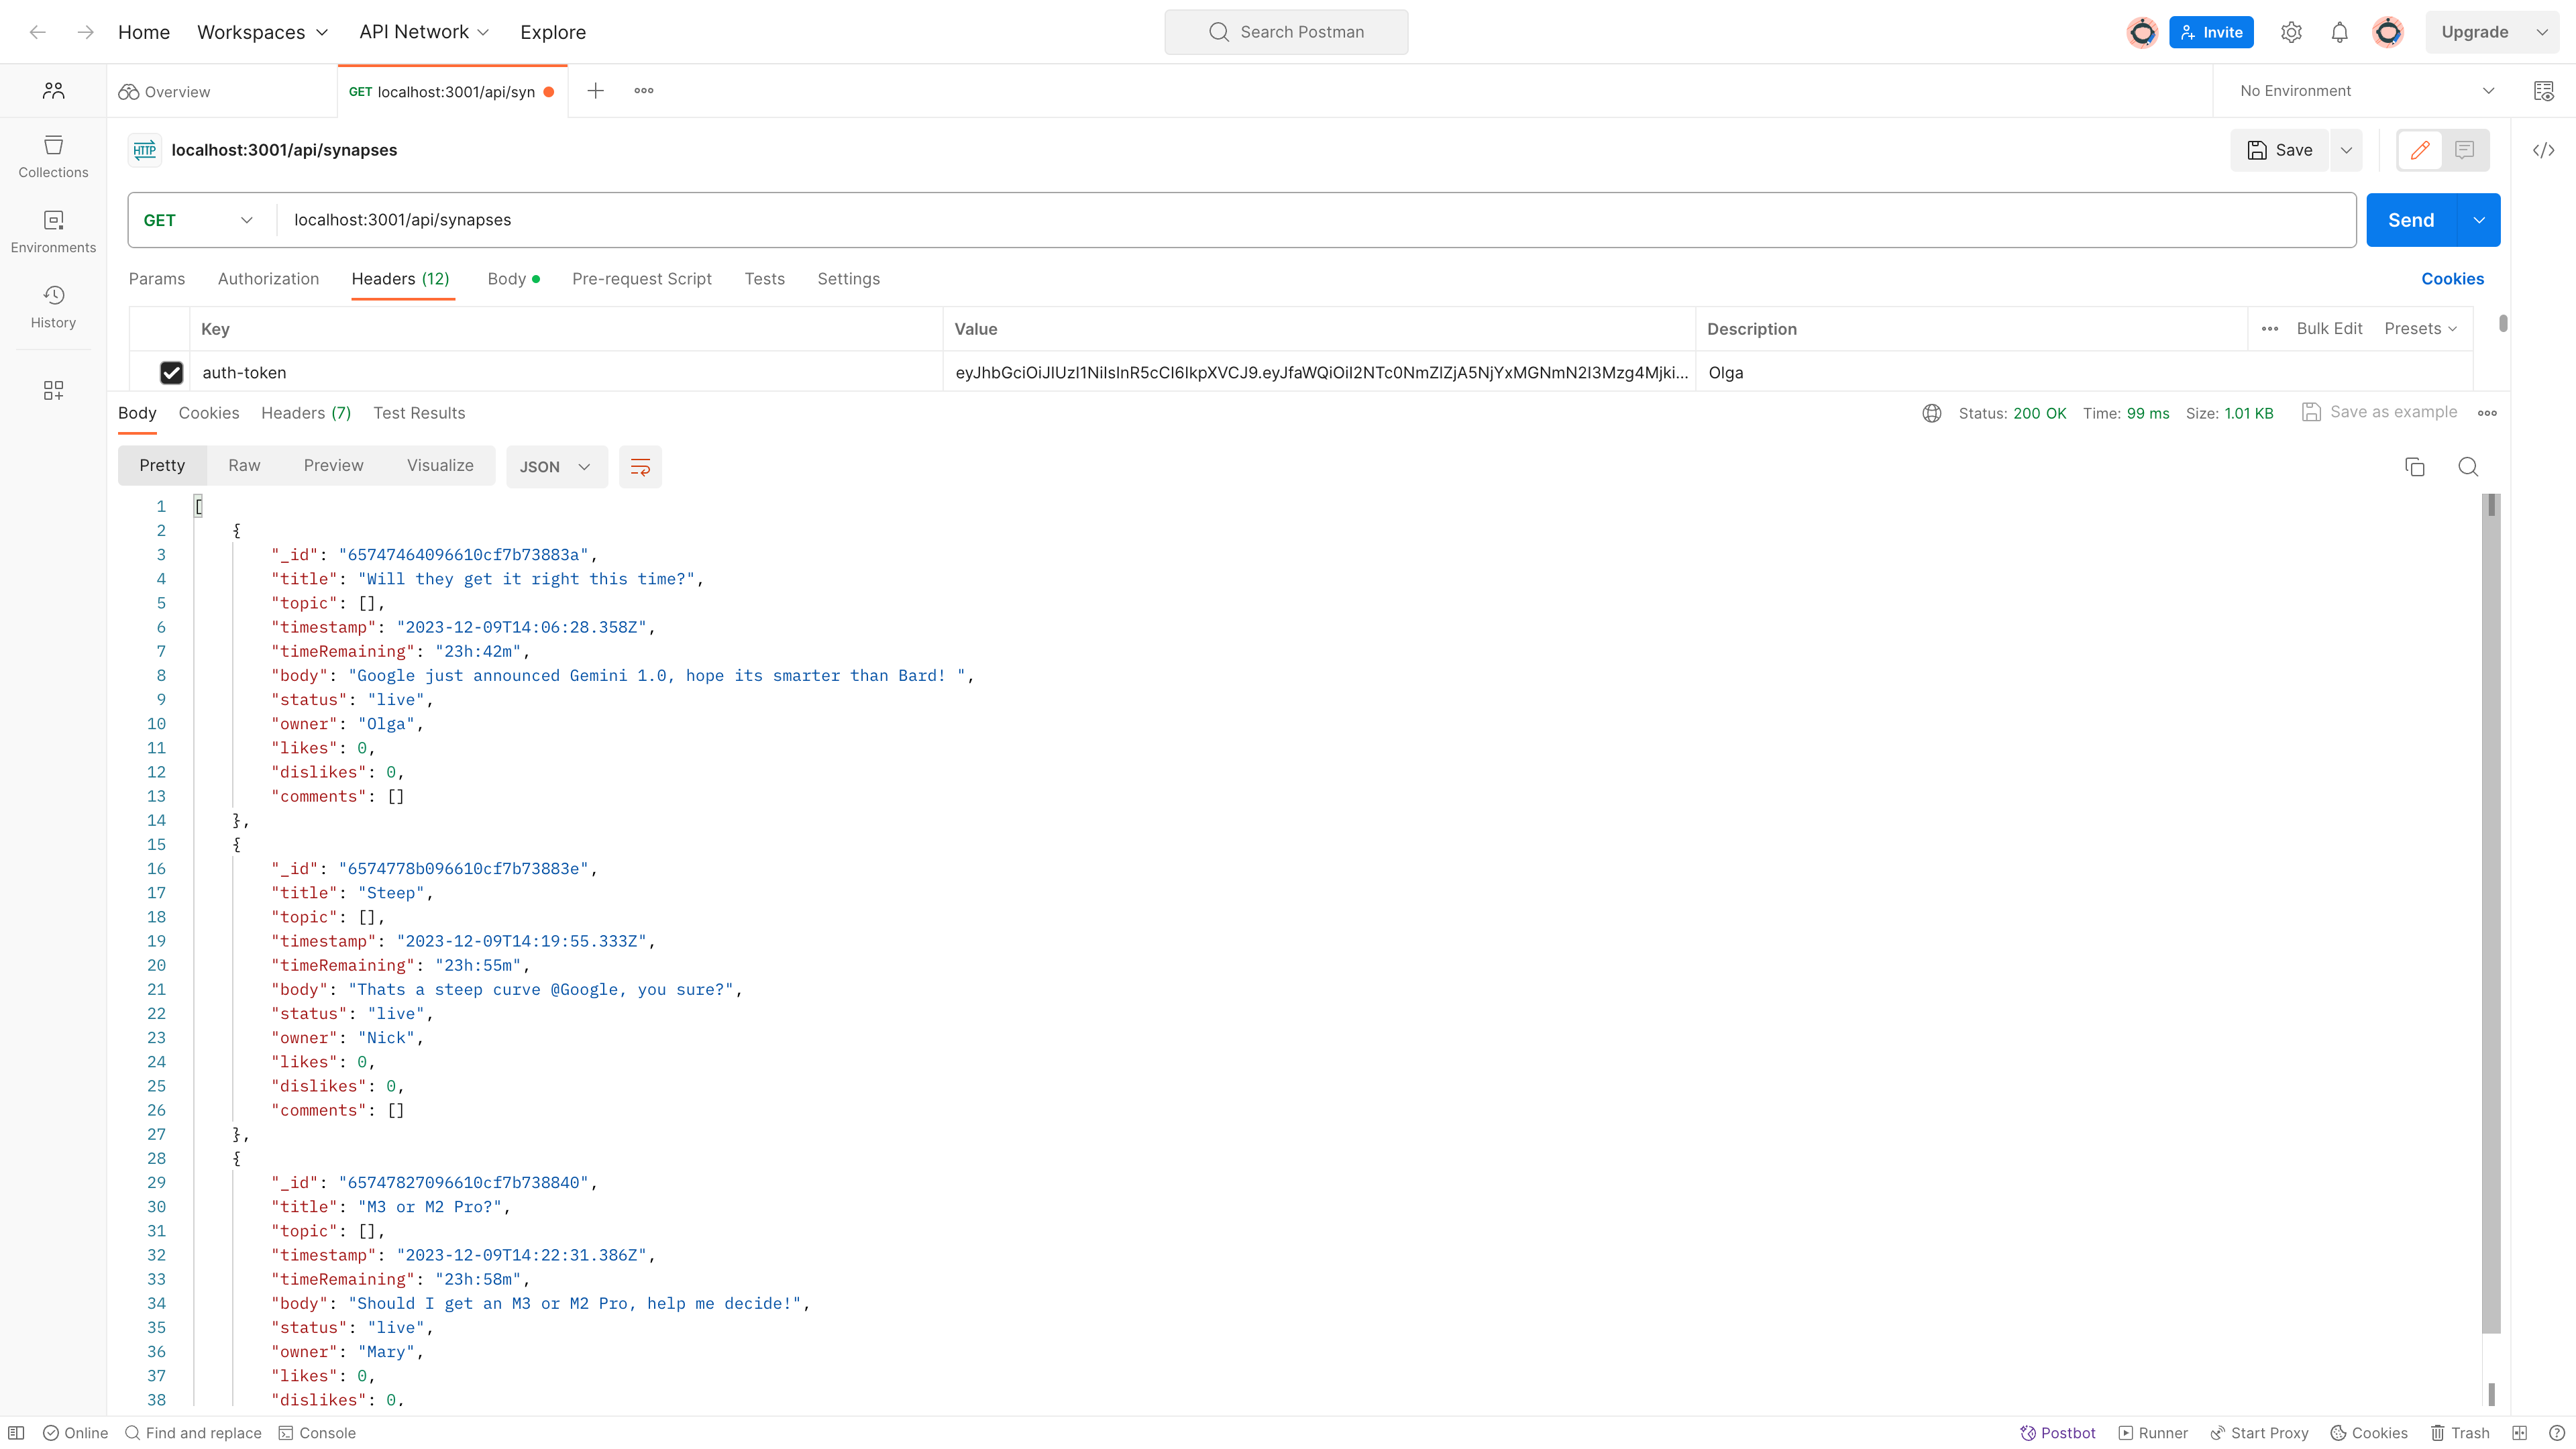 Home Workspaces API Network Explore Search Postman Invite Upgrade
Overview GET localhost:3001/api/syn No Environment
HTTP localhost:3001/api/synapses Save
Collections
GET localhost:3001/api/synapses Send
Environments
Params Authorization Headers (12) Body Pre-request Script Tests Settings Cookies
History
Key Value Description Bulk Edit Presets
auth-token Olga
Body Cookies Headers (7) Test Results Status: 200 OK Time: 99 ms Size: 1.01 KB Save as example
Pretty Raw Preview Visualize JSON
1 [
2 {
3 "_id": "65747464096610cf7b73883a",
4 "title": "Will they get it right this time?",
5 "topic": [],
6 "timestamp": "2023-12-09T14:06:28.358Z",
7 "timeRemaining": "23h:42m",
8 "body": "Google just announced Gemini 1.0, hope its smarter than Bard! ",
9 "status": "live",
10 "owner": "Olga",
11 "likes": 0,
12 "dislikes": 0,
13 "comments": []
14 },
15 {
16 "_id": "6574778b096610cf7b73883e",
17 "title": "Steep",
18 "topic": [],
19 "timestamp": "2023-12-09T14:19:55.333Z",
20 "timeRemaining": "23h:55m",
21 "body": "Thats a steep curve @Google, you sure?",
22 "status": "live",
23 "owner": "Nick",
24 "likes": 0,
25 "dislikes": 0,
26 "comments": []
27 },
28 {
29 "_id": "65747827096610cf7b738840",
30 "title": "M3 or M2 Pro?",
31 "topic": [],
32 "timestamp": "2023-12-09T14:22:31.386Z",
33 "timeRemaining": "23h:58m",
34 "body": "Should I get an M3 or M2 Pro, help me decide!",
35 "status": "live",
36 "owner": "Mary",
37 "likes": 0,
38 "dislikes": 0,
Online Find and replace Console Postbot Runner Start Proxy Cookies Trash